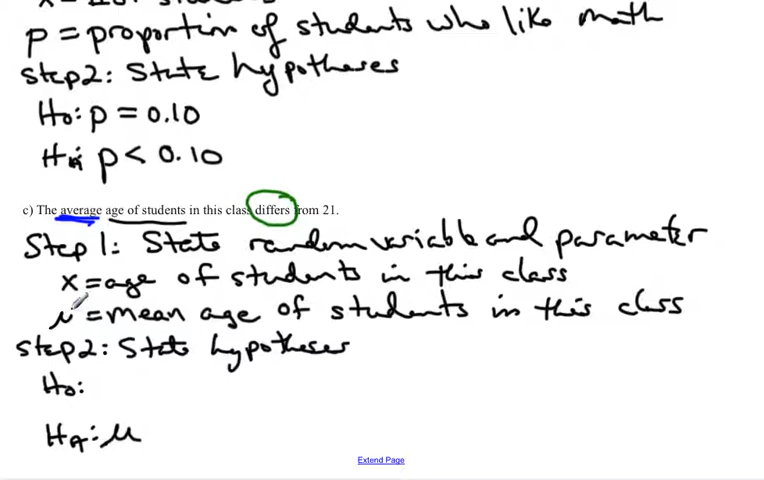 p = proportion of students who like math
Step2: State hypotheses
Ho: p = 0.10
HA: p < 0.10
c) The average age of students in this class differs from 21.
Step 1: State random variable and parameter
x = age of students in this class
μ = mean age of students in this class
Step2: State hypotheses
Ho:
HA: μ
Extend Page